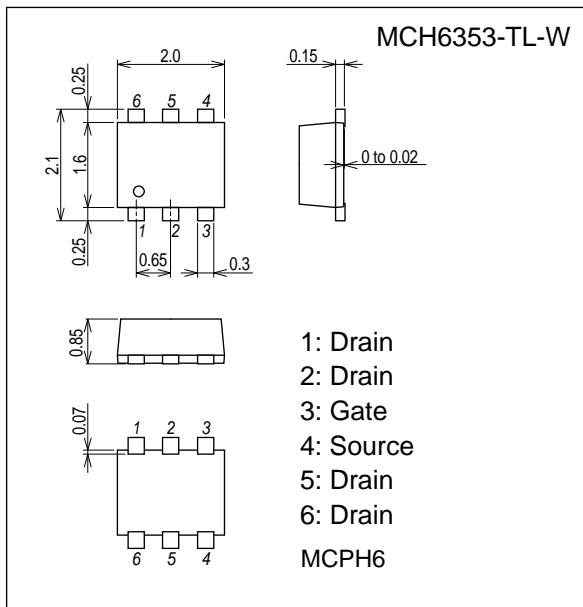 MCH6353-TL-W
2.0
0.15
0.25
6 5 4
2.1
1.6
0 to 0.02
0.25
1 2 3
0.65
0.3
0.85
1: Drain
2: Drain
3: Gate
4: Source
5: Drain
6: Drain
0.07
1 2 3
6 5 4
MCPH6